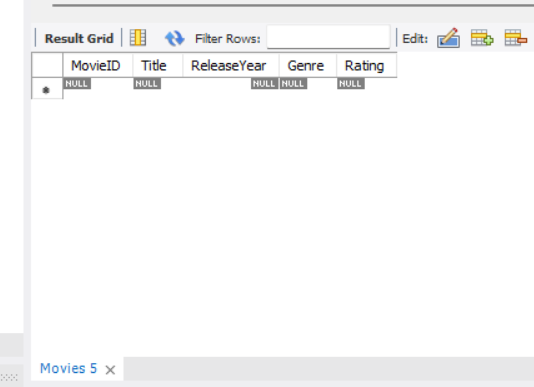 Result Grid Filter Rows: Edit:
MovieID Title ReleaseYear Genre Rating
NULL NULL NULL NULL NULL
Movies 5